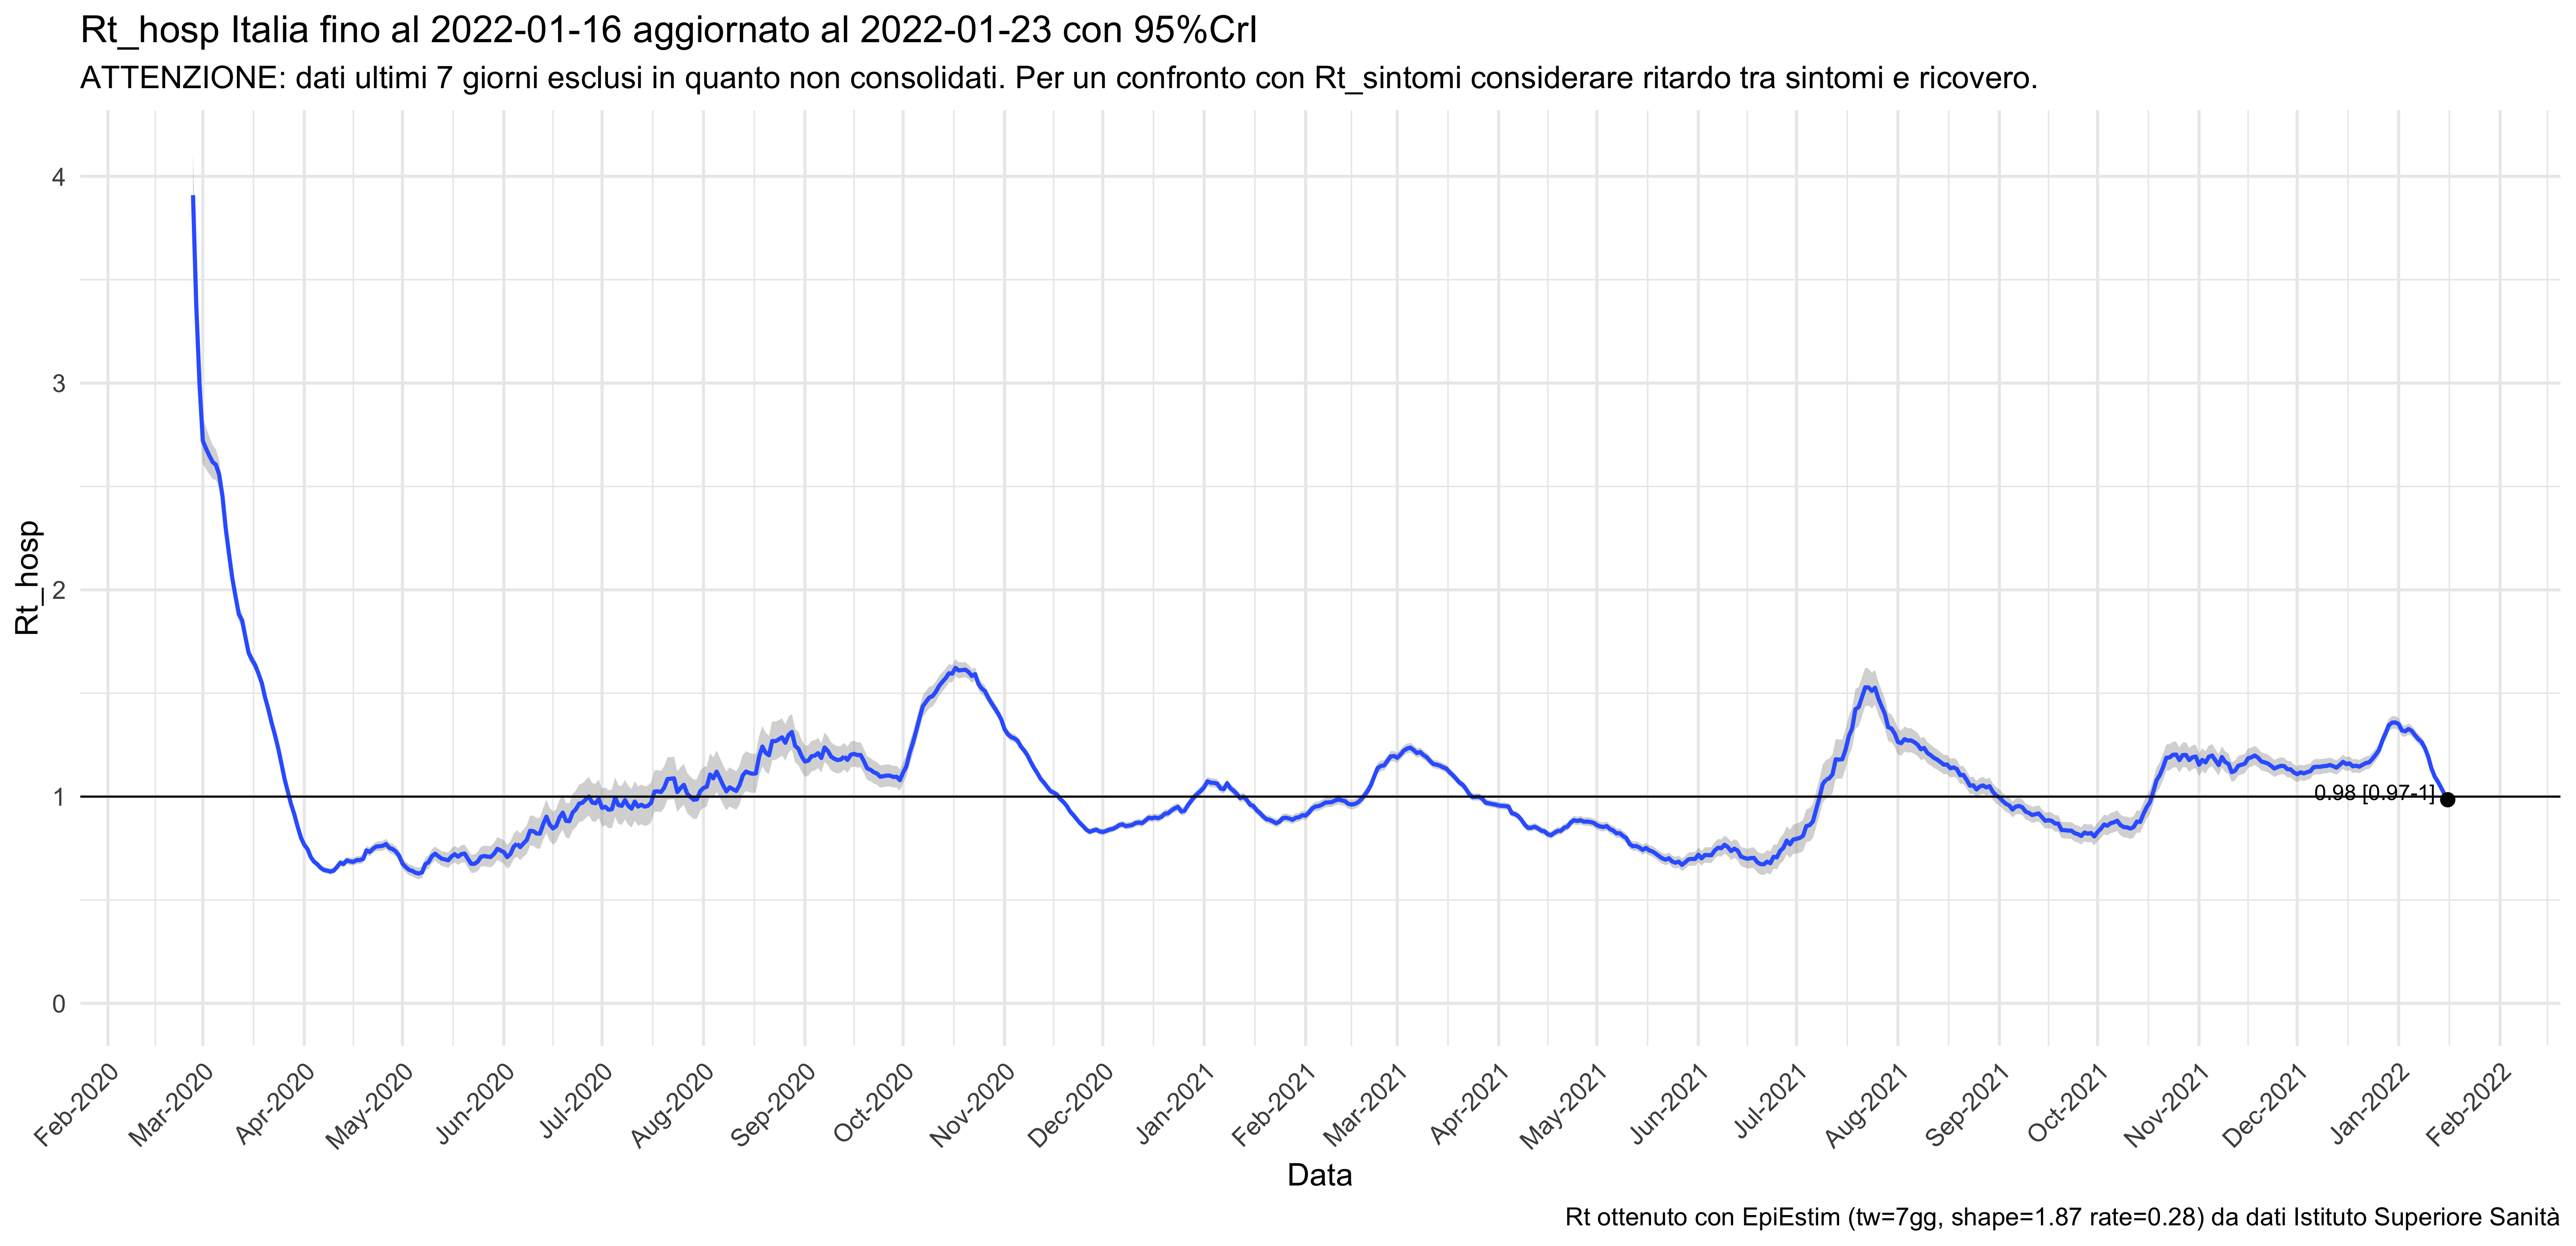 Rt_hosp Italia fino al 2022-01-16 aggiornato al 2022-01-23 con 95%CrI
ATTENZIONE: dati ultimi 7 giorni esclusi in quanto non consolidati. Per un confronto con Rt_sintomi considerare ritardo tra sintomi e ricovero.
4
3
2
1
0
Rt_hosp
0.98 [0.97-1]
Feb-2020
Mar-2020
Apr-2020
May-2020
Jun-2020
Jul-2020
Aug-2020
Sep-2020
Oct-2020
Nov-2020
Dec-2020
Jan-2021
Feb-2021
Mar-2021
Apr-2021
May-2021
Jun-2021
Jul-2021
Aug-2021
Sep-2021
Oct-2021
Nov-2021
Dec-2021
Jan-2022
Feb-2022
Data
Rt ottenuto con EpiEstim (tw=7gg, shape=1.87 rate=0.28) da dati Istituto Superiore Sanità